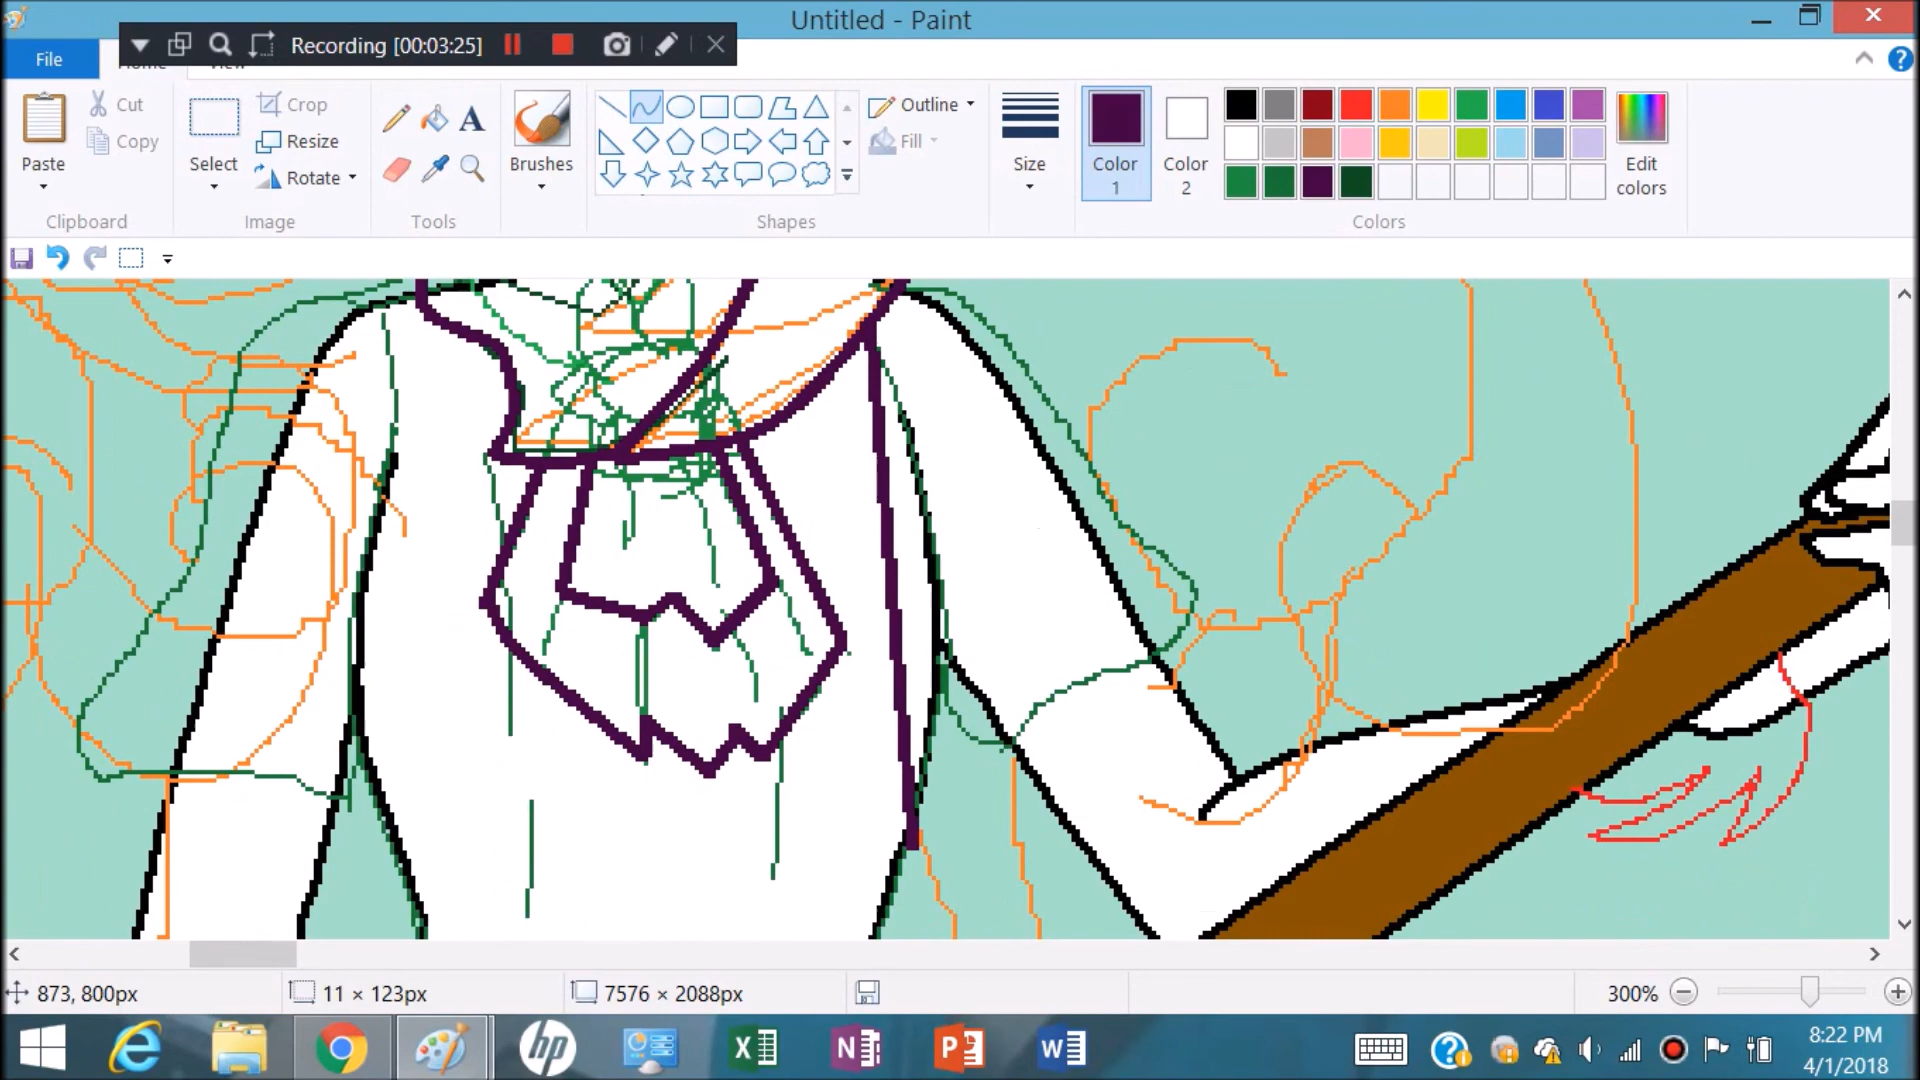 Untitled - Paint
Recording [00:03:25]
File
Home
View
Paste
Cut
Copy
Clipboard
Select
Crop
Resize
Rotate
Image
Tools
Brushes
Shapes
Outline
Fill
Size
Color
1
Color
2
Edit
colors
Colors
873, 800px
11 × 123px
7576 × 2088px
300%
8:22 PM
4/1/2018